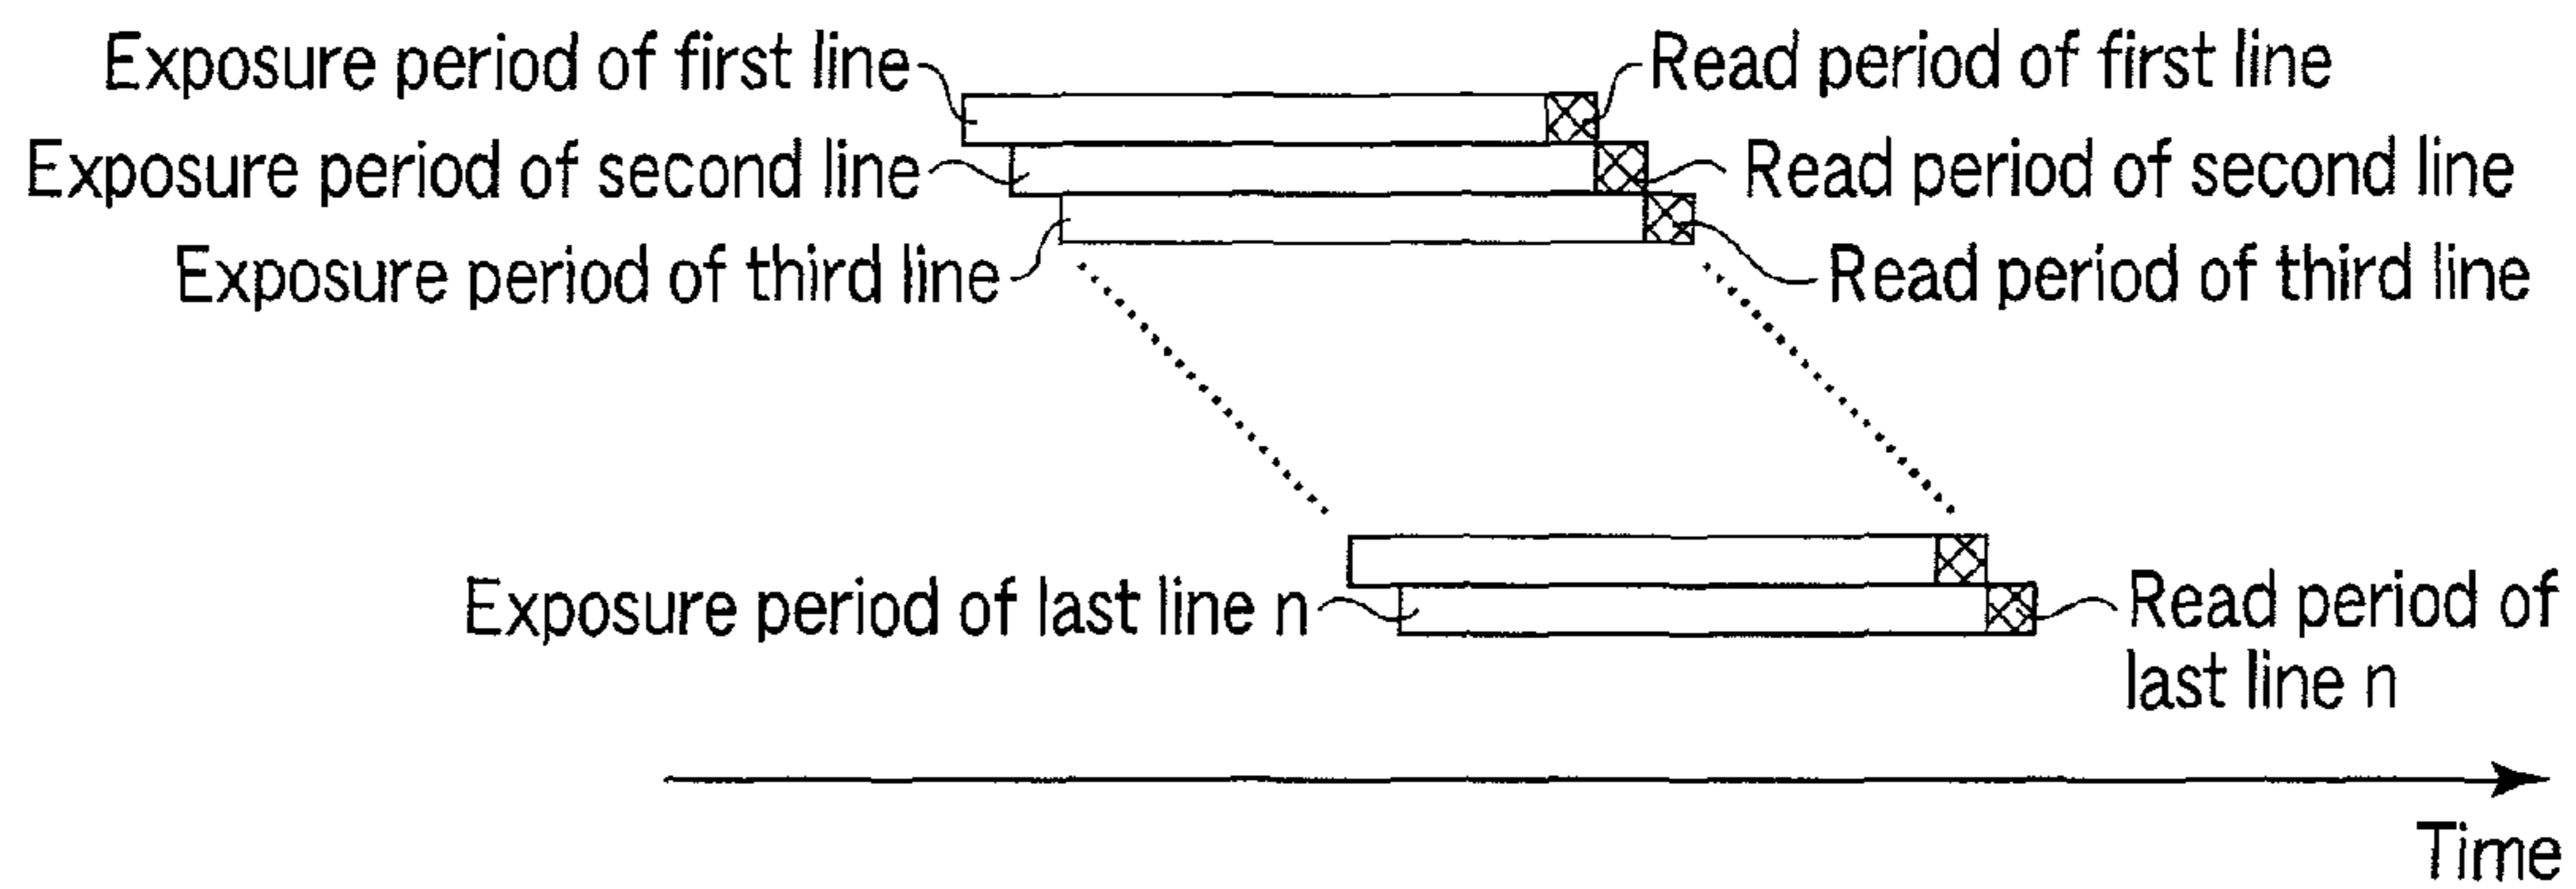 Exposure period of first line
Read period of first line
Exposure period of second line
Read period of second line
Exposure period of third line
Read period of third line
Exposure period of last line n
Read period of
last line n
Time